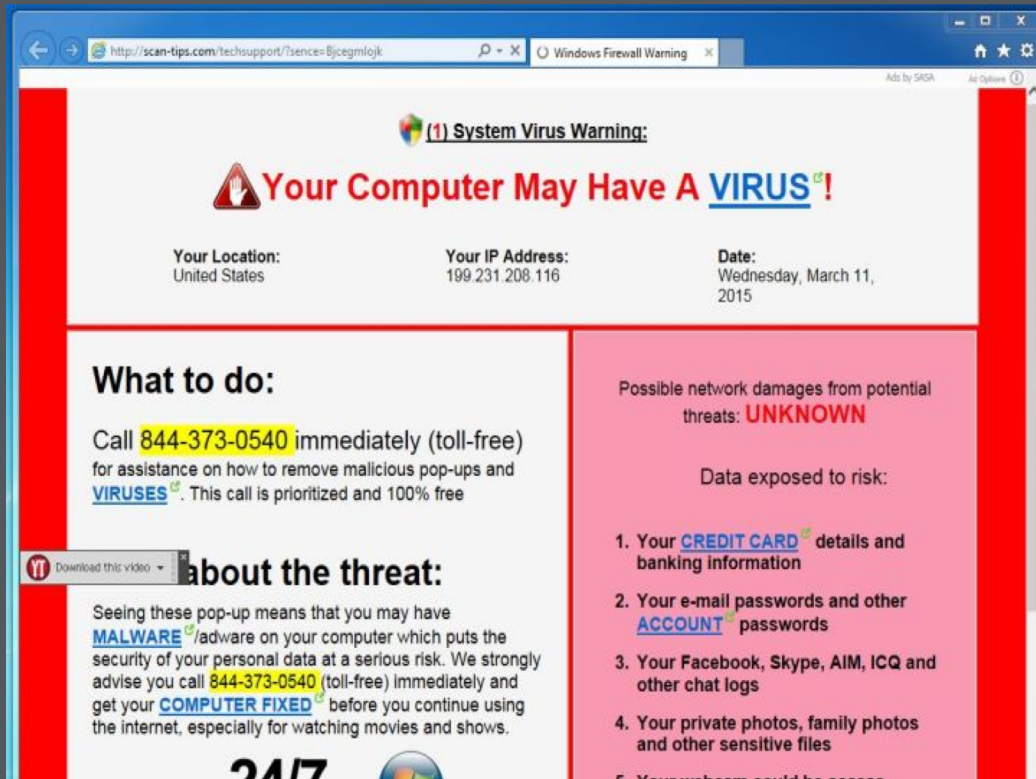 http://scan-tips.com/techsupport/?sence=Bjcegmlojk
Windows Firewall Warning
Ads by SASA
Ad Options
(1) System Virus Warning:
Your Computer May Have A VIRUS!
Your Location:
United States
Your IP Address:
199.231.208.116
Date:
Wednesday, March 11,
2015
What to do:
Call 844-373-0540 immediately (toll-free)
for assistance on how to remove malicious pop-ups and
VIRUSES. This call is prioritized and 100% free
YT Download this video
about the threat:
Seeing these pop-up means that you may have
MALWARE/adware on your computer which puts the
security of your personal data at a serious risk. We strongly
advise you call 844-373-0540 (toll-free) immediately and
get your COMPUTER FIXED before you continue using
the internet, especially for watching movies and shows.
24/7
Possible network damages from potential
threats: UNKNOWN
Data exposed to risk:
1. Your CREDIT CARD details and
banking information
2. Your e-mail passwords and other
ACCOUNT passwords
3. Your Facebook, Skype, AIM, ICQ and
other chat logs
4. Your private photos, family photos
and other sensitive files
5. Your webcam could be access